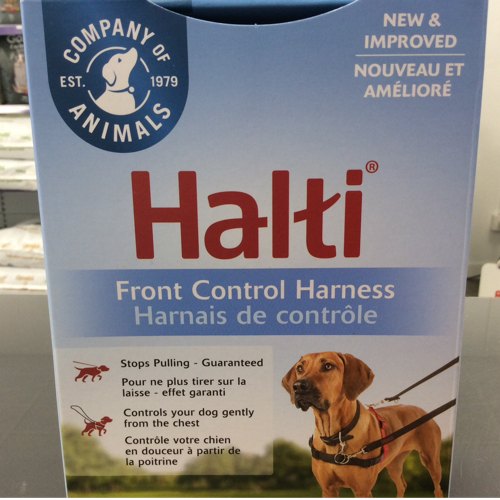 COMPANY OF
EST. 1979
ANIMALS
NEW &
IMPROVED
NOUVEAU ET
AMÉLIORÉ
Halti®
Front Control Harness
Harnais de contrôle
Stops Pulling - Guaranteed
Pour ne plus tirer sur la
laisse - effet garanti
Controls your dog gently
from the chest
Contrôle votre chien
en douceur à partir de
la poitrine